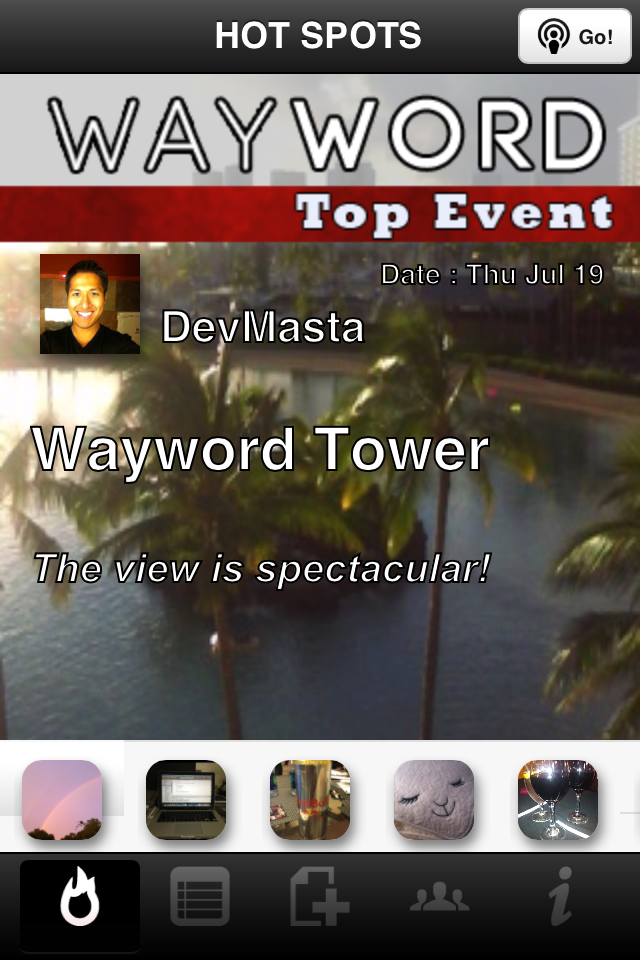 HOT SPOTS
Go!
WAYWORD
Top Event
Date : Thu Jul 19
DevMasta
Wayword Tower
The view is spectacular!